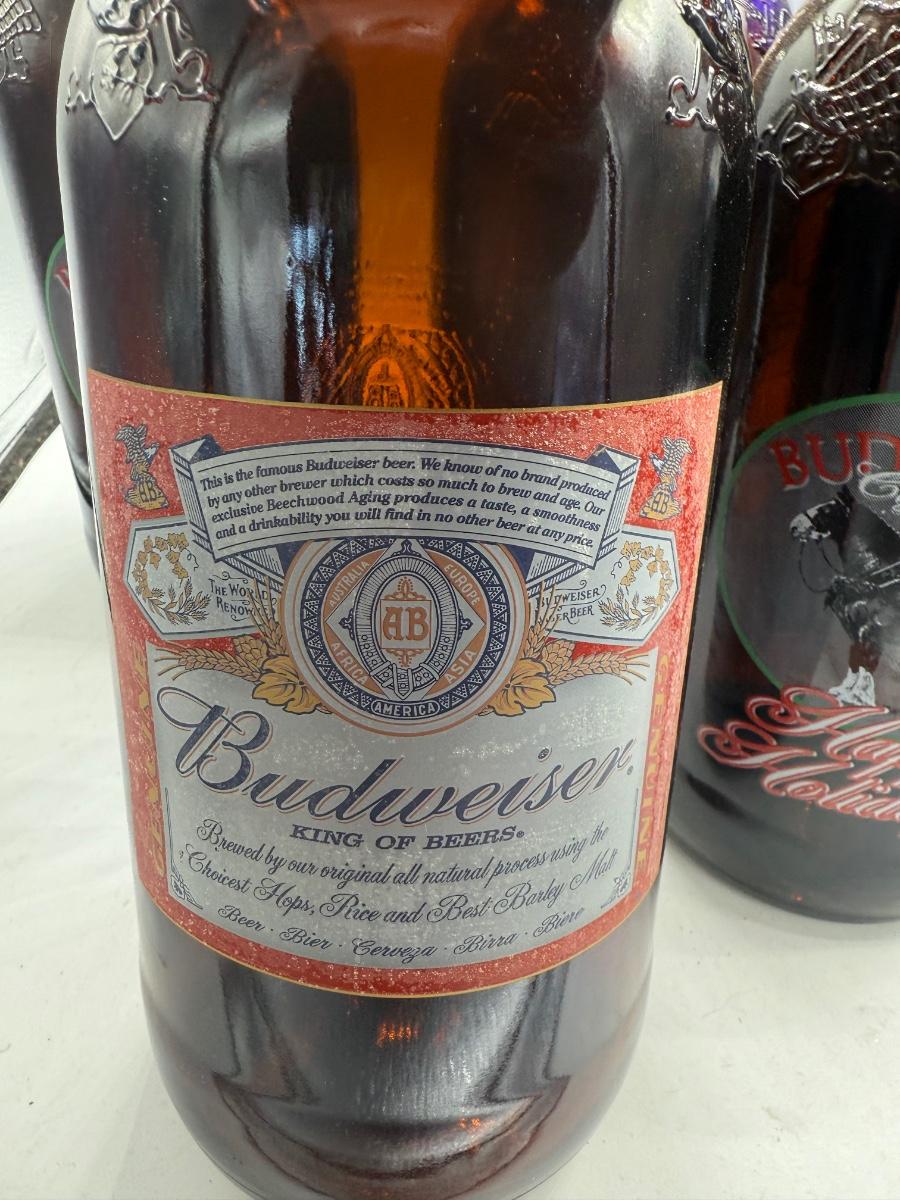 This is the famous Budweiser beer. We know of no brand produced
by any other brewer which costs so much to brew and age. Our
exclusive Beechwood Aging produces a taste, a smoothness
and a drinkability you will find in no other beer at any price.
THE WORLD
RENOW
BUDWEISER
BEER
AUSTRALIA
EUROPE
AB
AFRICA
ASIA
AMERICA
Budweiser®
KING OF BEERS®
Brewed by our original all natural process using the
Choicest Hops, Rice and Best Barley Malt
Beer · Bier · Cerveza · Birra · Biere
GENUINE
BUD